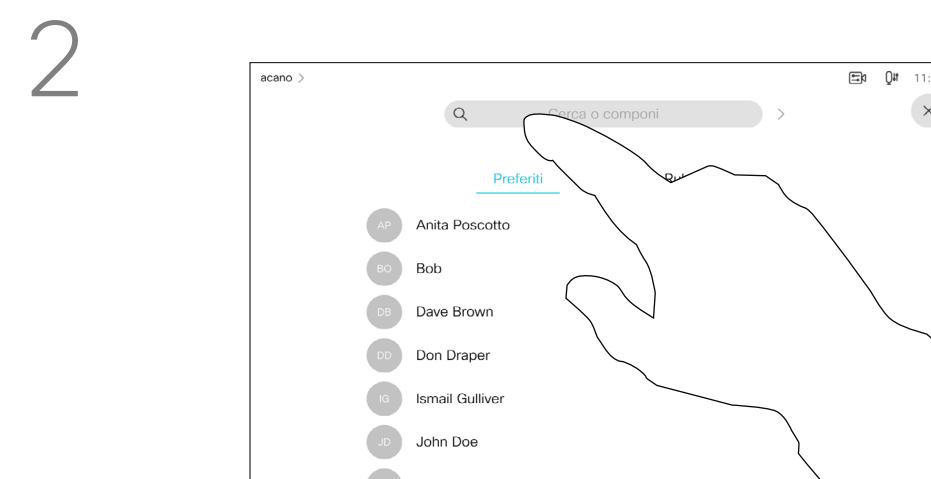 2
acano >
11:
Cerca o componi
Preferiti
AP Anita Poscotto
BO Bob
DB Dave Brown
DD Don Draper
IG Ismail Gulliver
JD John Doe